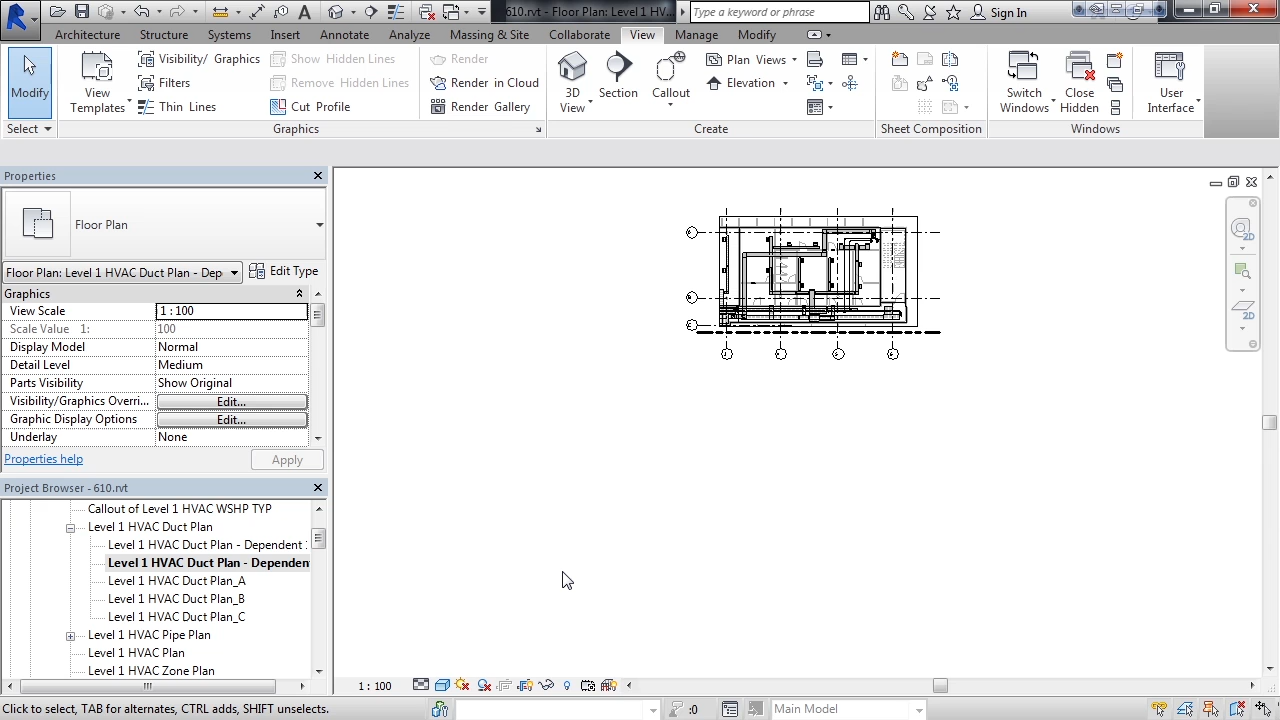 610.rvt - Floor Plan: Level 1 HV...
Type a keyword or phrase
Sign In
Architecture
Structure
Systems
Insert
Annotate
Analyze
Massing & Site
Collaborate
View
Manage
Modify
Modify
View
Templates
Visibility/ Graphics
Filters
Thin Lines
Show Hidden Lines
Remove Hidden Lines
Cut Profile
Render
Render in Cloud
Render Gallery
3D
View
Section
Callout
Plan Views
Elevation
Switch
Windows
Close
Hidden
User
Interface
Select
Graphics
Create
Sheet Composition
Windows
Properties
Floor Plan
Floor Plan: Level 1 HVAC Duct Plan - Dep
Edit Type
Graphics
View Scale 1 : 100
Scale Value 1: 100
Display Model Normal
Detail Level Medium
Parts Visibility Show Original
Visibility/Graphics Overri... Edit...
Graphic Display Options Edit...
Underlay None
Properties help
Apply
Project Browser - 610.rvt
Callout of Level 1 HVAC WSHP TYP
Level 1 HVAC Duct Plan
Level 1 HVAC Duct Plan - Dependent
Level 1 HVAC Duct Plan - Dependen
Level 1 HVAC Duct Plan_A
Level 1 HVAC Duct Plan_B
Level 1 HVAC Duct Plan_C
Level 1 HVAC Pipe Plan
Level 1 HVAC Plan
Level 1 HVAC Zone Plan
2D
2D
1 : 100
Click to select, TAB for alternates, CTRL adds, SHIFT unselects.
:0
Main Model